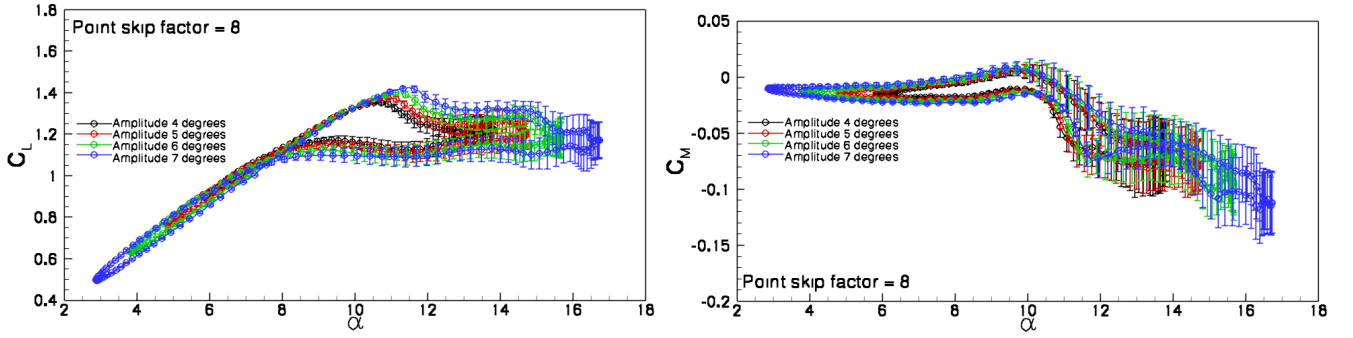 1.8
1.6
1.4
1.2
1
0.8
0.6
0.4
C_L
Point skip factor = 8
Amplitude 4 degrees
Amplitude 5 degrees
Amplitude 6 degrees
Amplitude 7 degrees
2 4 6 8 10 12 14 16 18
α
0.05
0
-0.05
-0.1
-0.15
-0.2
C_M
Amplitude 4 degrees
Amplitude 5 degrees
Amplitude 6 degrees
Amplitude 7 degrees
Point skip factor = 8
2 4 6 8 10 12 14 16 18
α